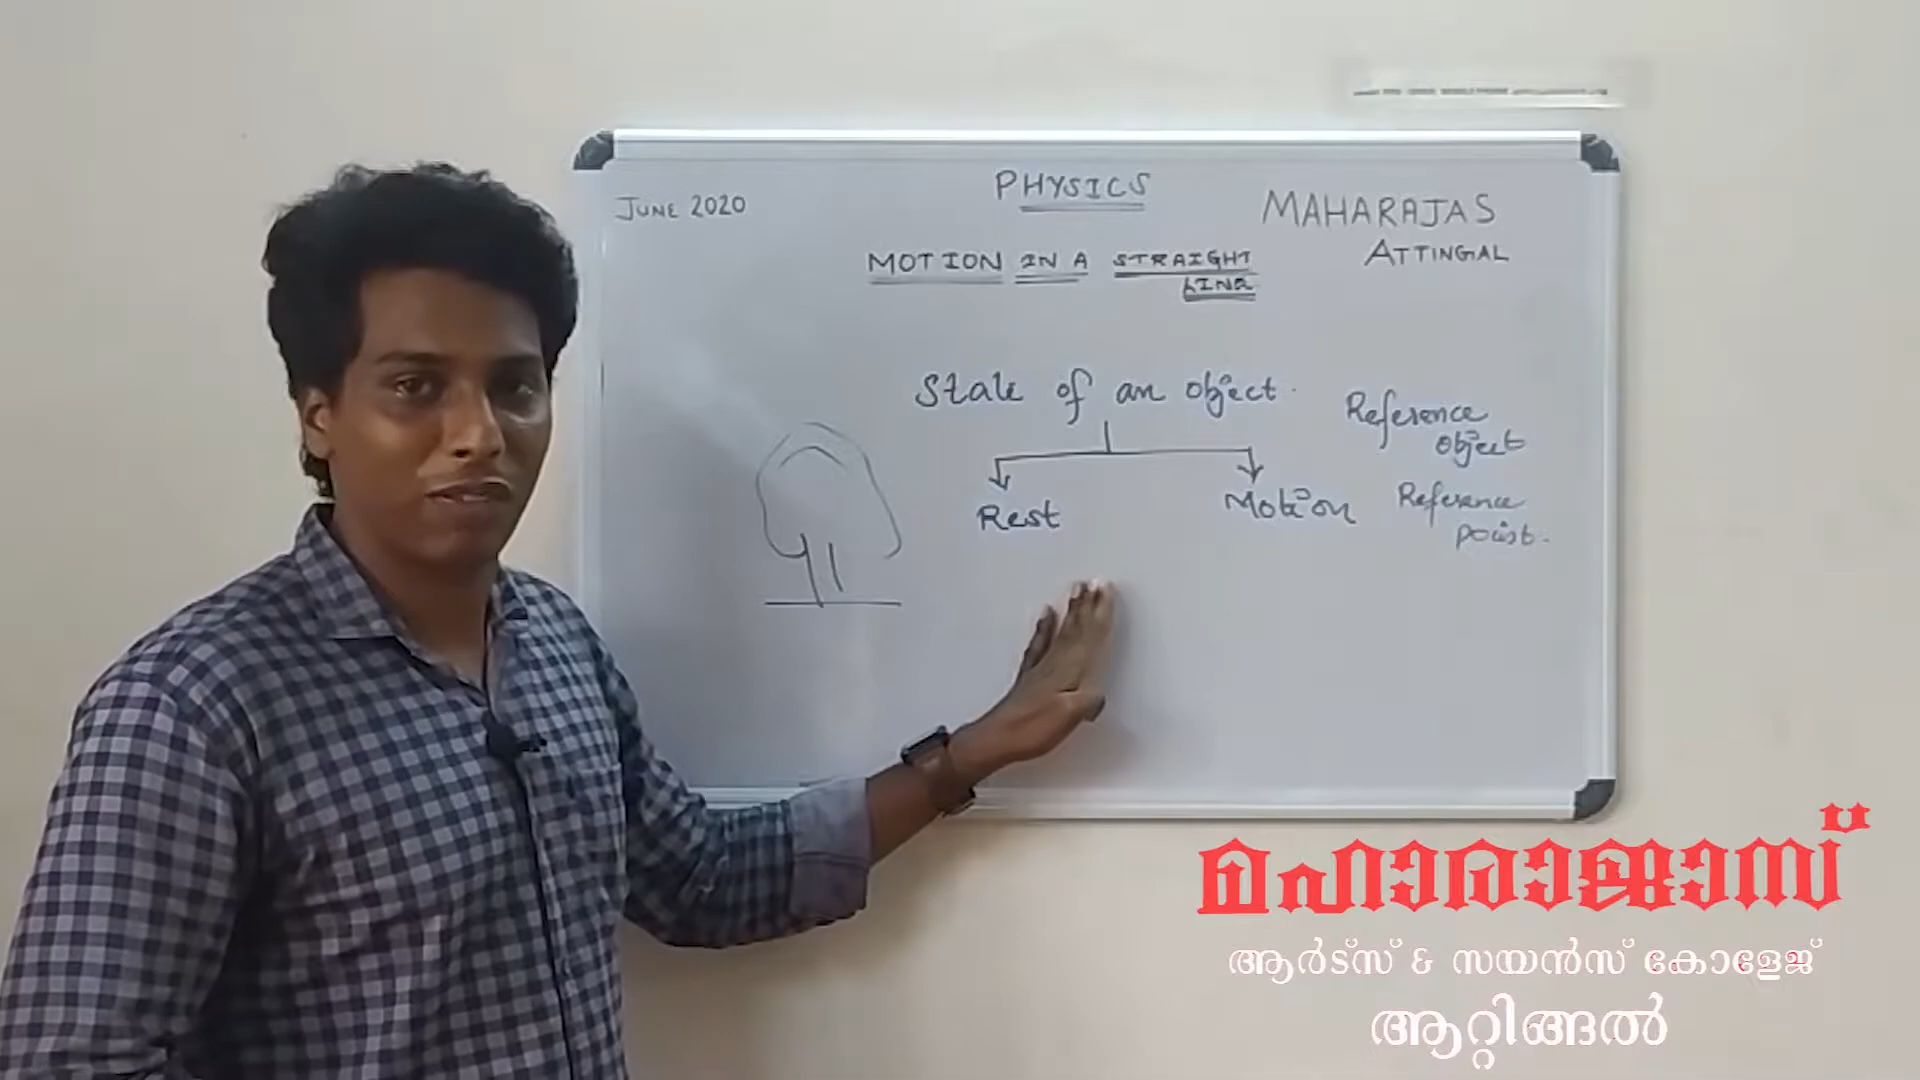 PHYSICS
JUNE 2020
MAHARAJAS
ATTINGAL
MOTION IN A STRAIGHT
LINE
State of an object.
Rest
Motion
Reference
object
Reference
point.
മഹാരാജാസ്
ആർട്സ് & സയൻസ് കോളേജ്
ആറ്റിങ്ങൽ